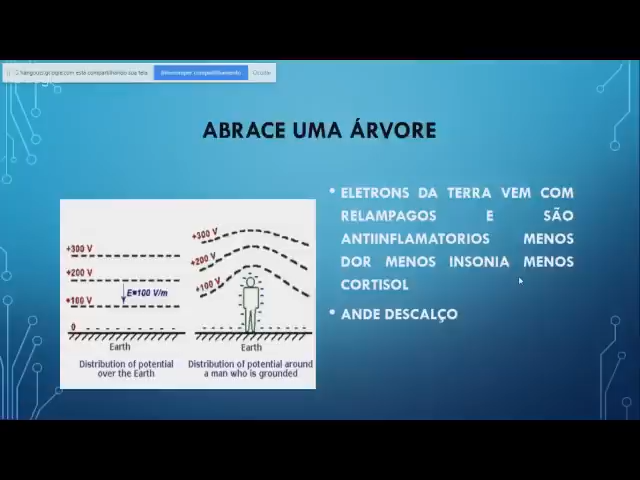 ABRACE UMA ÁRVORE
• ELETRONS DA TERRA VEM COM
RELAMPAGOS E SÃO
ANTIINFLAMATORIOS MENOS
DOR MENOS INSONIA MENOS
CORTISOL
• ANDE DESCALÇO
+300 V
+200 V
+100 V
E=100 V/m
0
Earth
Distribution of potential
over the Earth
+300 V
+200 V
+100 V
Earth
Distribution of potential around
a man who is grounded